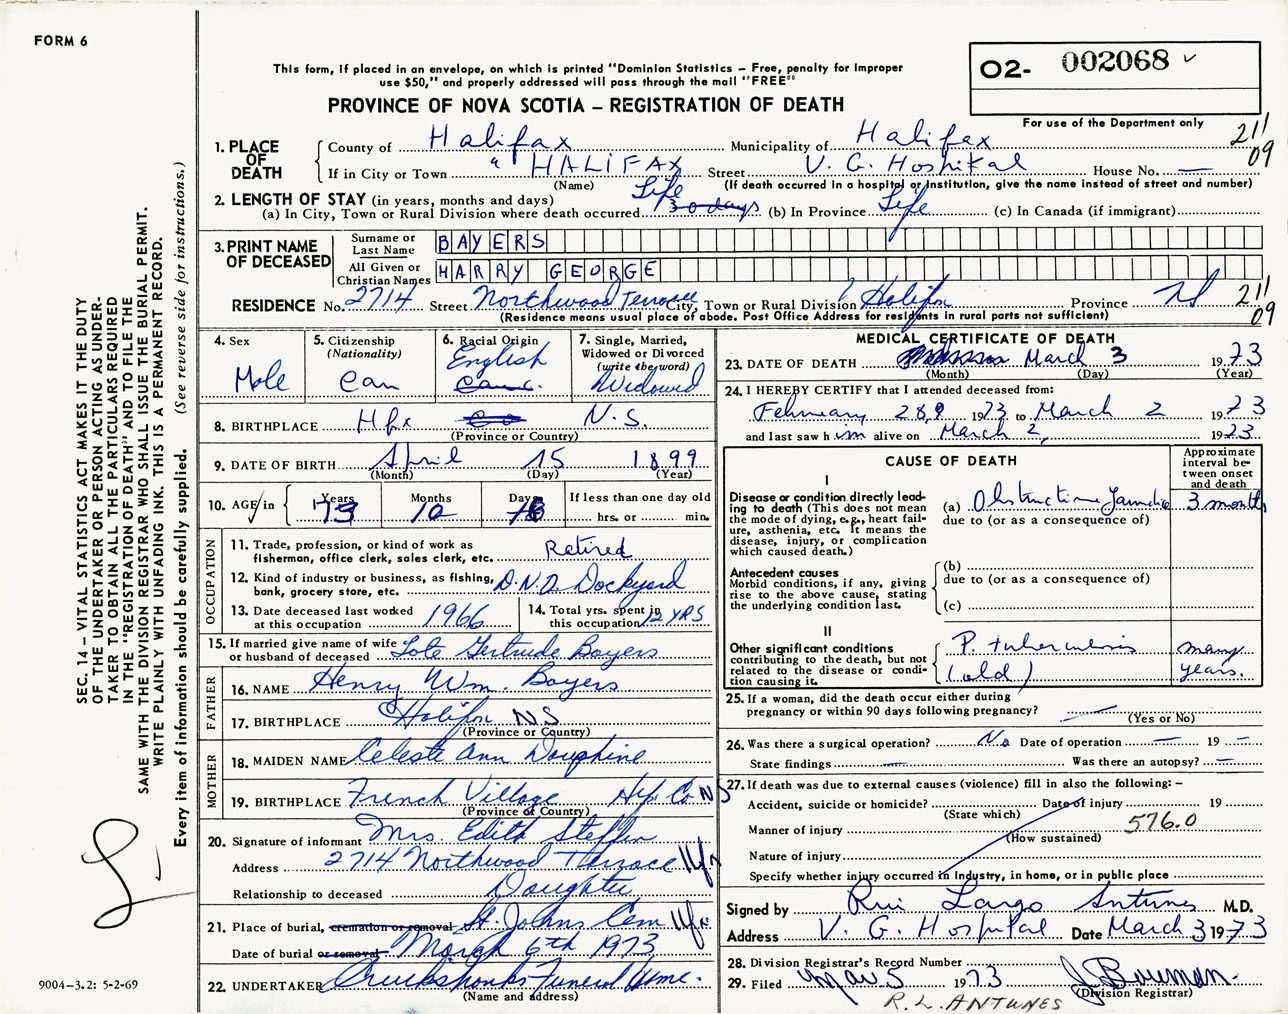 FORM 6
This form, if placed in an envelope, on which is printed "Dominion Statistics – Free, penalty for improper
use $50," and properly addressed will pass through the mail "FREE"
PROVINCE OF NOVA SCOTIA – REGISTRATION OF DEATH
O2- 002068
For use of the Department only
211
09
1. PLACE OF DEATH
County of Halifax Municipality of Halifax
If in City or Town " HALIFAX Street V. G. Hospital House No. —
(Name) (If death occurred in a hospital or institution, give the name instead of street and number)
2. LENGTH OF STAY (in years, months and days) Life
(a) In City, Town or Rural Division where death occurred 30 days (b) In Province Life (c) In Canada (if immigrant)
3. PRINT NAME OF DECEASED
Surname or Last Name BAYERS
All Given or Christian Names HARRY GEORGE
RESIDENCE No. 2714 Street Northwood Terrace City, Town or Rural Division Halifax Province NS 211
09
(Residence means usual place of abode. Post Office Address for residents in rural parts not sufficient)
4. Sex
Male
5. Citizenship
(Nationality)
Can
6. Racial Origin
English
7. Single, Married,
Widowed or Divorced
(write the word)
Widowed
8. BIRTHPLACE Hfx N.S.
(Province or Country)
9. DATE OF BIRTH April 15 1899
(Month) (Day) (Year)
10. AGE in
Years 73
Months 10
Days
If less than one day old
hrs. or min.
OCCUPATION
11. Trade, profession, or kind of work as
fisherman, office clerk, sales clerk, etc. Retired
12. Kind of industry or business, as fishing,
bank, grocery store, etc. D.N.D. Dockyard
13. Date deceased last worked
at this occupation 1966
14. Total yrs. spent in
this occupation 12 YRS
15. If married give name of wife
or husband of deceased Gertrude Bayers
FATHER
16. NAME Henry Wm. Bayers
17. BIRTHPLACE Halifax NS
(Province or Country)
MOTHER
18. MAIDEN NAME Celeste Ann Dauphine
19. BIRTHPLACE French Village Hfx Co NS
(Province or Country)
20. Signature of informant Mrs. Edith
Address 2714 Northwood Terrace Hfx
Relationship to deceased Daughter
21. Place of burial, cremation or removal St. Johns Cem Hfx
Date of burial or removal March 6th 1973
22. UNDERTAKER Cruikshanks Funeral Home.
(Name and address)
MEDICAL CERTIFICATE OF DEATH
23. DATE OF DEATH March 3 1973
(Month) (Day) (Year)
24. I HEREBY CERTIFY that I attended deceased from:
February 28, 1973 to March 2 1973
and last saw him alive on March 2, 1973
CAUSE OF DEATH
Approximate
interval be-
tween onset
and death
I
Disease or condition directly lead-
ing to death (This does not mean
the mode of dying, e.g., heart fail-
ure, asthenia, etc. It means the
disease, injury, or complication
which caused death.)
(a) Obstructive Jaundice 3 months
due to (or as a consequence of)
Antecedent causes
Morbid conditions, if any, giving
rise to the above cause, stating
the underlying condition last.
(b)
due to (or as a consequence of)
(c)
II
Other significant conditions
contributing to the death, but not
related to the disease or condi-
tion causing it.
P. tuberculosis many
(old) years.
25. If a woman, did the death occur either during
pregnancy or within 90 days following pregnancy? —
(Yes or No)
26. Was there a surgical operation? No Date of operation — 19 —
State findings — Was there an autopsy? —
27. If death was due to external causes (violence) fill in also the following: –
Accident, suicide or homicide? Date of injury 19
(State which)
Manner of injury 576.0
(How sustained)
Nature of injury
Specify whether injury occurred in industry, in home, or in public place
Signed by Rui Largo Antunes M.D.
Address V. G. Hospital Date March 3 1973
28. Division Registrar's Record Number
29. Filed Mar 5 1973 J Bowman
(Division Registrar)
R. L. ANTUNES
SEC. 14 – VITAL STATISTICS ACT MAKES IT THE DUTY
OF THE UNDERTAKER OR PERSON ACTING AS UNDER-
TAKER TO OBTAIN ALL THE PARTICULARS REQUIRED
IN THE "REGISTRATION OF DEATH" AND TO FILE THE
SAME WITH THE DIVISION REGISTRAR WHO SHALL ISSUE THE BURIAL PERMIT.
WRITE PLAINLY WITH UNFADING INK. THIS IS A PERMANENT RECORD.
Every item of information should be carefully supplied. (See reverse side for instructions.)
9004-3.2: 5-2-69